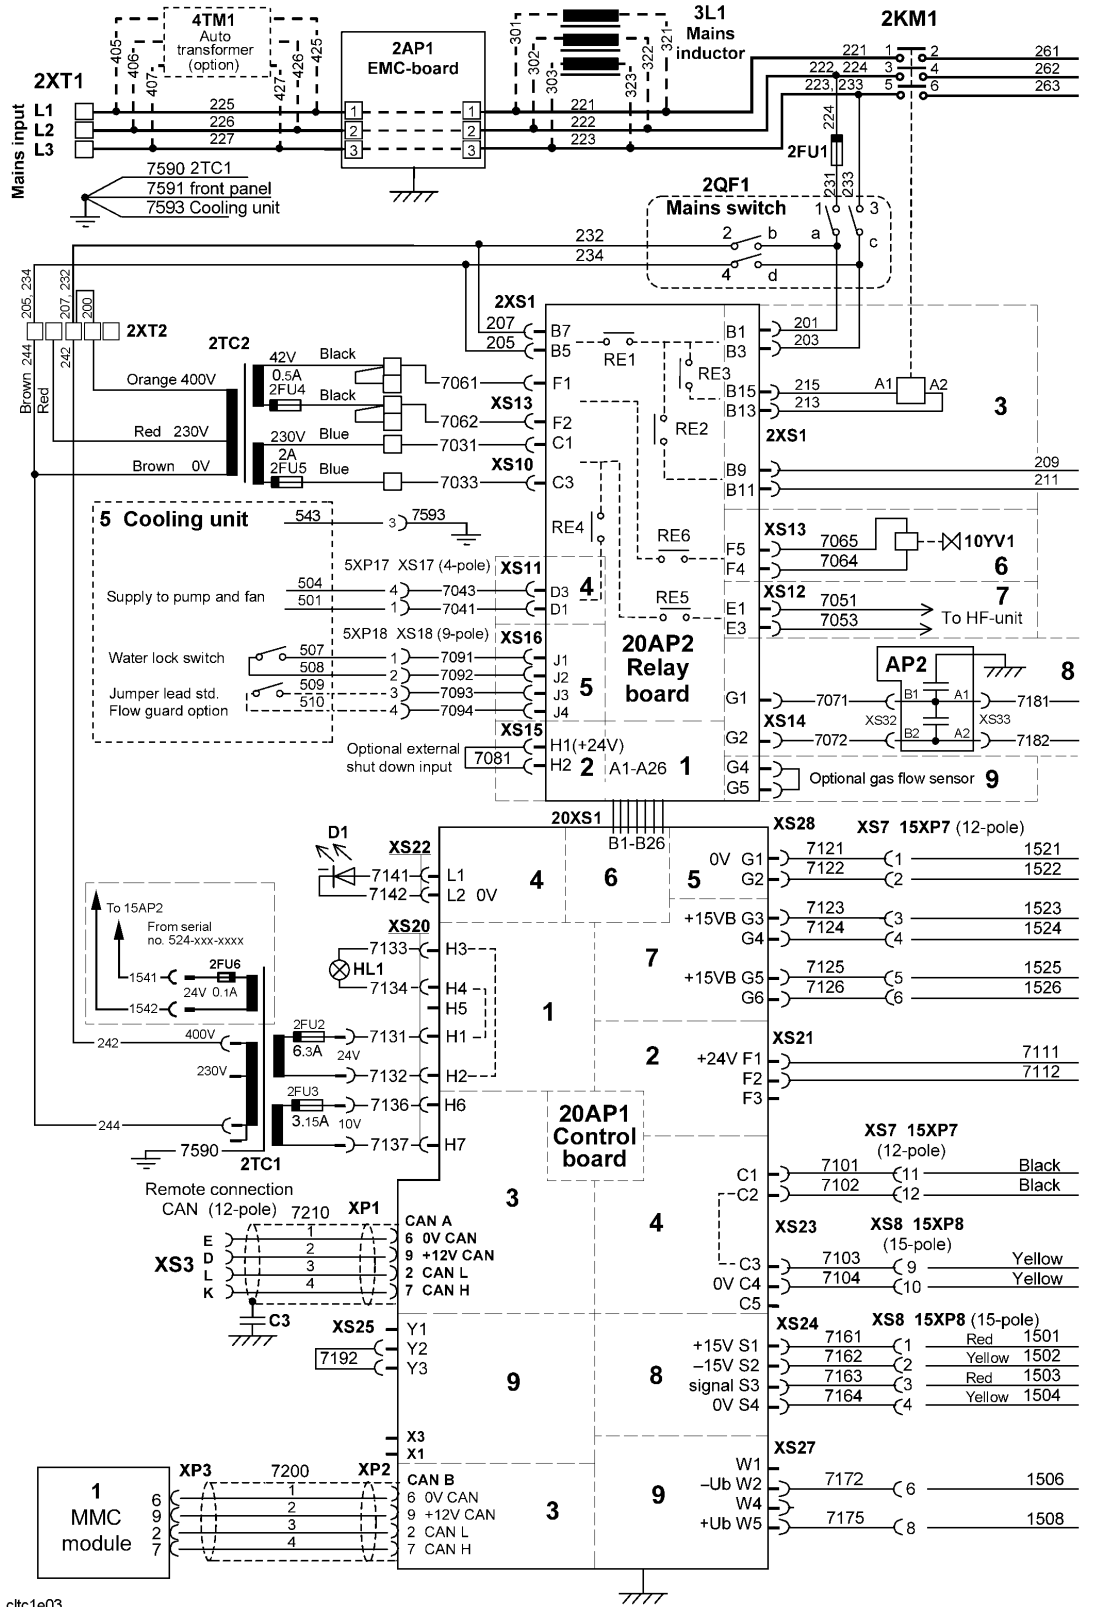 4TM1
Auto
transformer
(option)
405
406
407
425
426
427
2AP1
EMC-board
301
302
303
321
322
323
3L1
Mains
inductor
2KM1
2XT1
Mains input
L1
L2
L3
225
226
227
1
2
3
1
2
3
221
222
223
221
222, 224
223, 233
1
3
5
2
4
6
261
262
263
7590 2TC1
7591 front panel
7593 Cooling unit
224
2FU1
231
233
2QF1
Mains switch
1
3
a
c
2
b
4
d
232
234
205, 234
207, 232
200
2XT2
Brown 244
Red
242
2TC2
Orange 400V
Red 230V
Brown 0V
42V
0.5A
2FU4
Black
Black
230V
2A
2FU5
Blue
Blue
2XS1
207
205
7061
XS13
7062
7031
XS10
7033
B7
B5
F1
F2
C1
C3
RE1
RE3
RE2
RE4
RE6
RE5
B1
B3
B15
B13
2XS1
B9
B11
201
203
215
213
A1
A2
3
209
211
XS13
F5
F4
7065
7064
10YV1
6
XS12
E1
E3
7051
7053
7
To HF-unit
5 Cooling unit
543
3
7593
5XP17 XS17 (4-pole)
XS11
Supply to pump and fan
504
501
4
1
7043
7041
D3
D1
4
5XP18 XS18 (9-pole)
XS16
Water lock switch
507
508
Jumper lead std.
Flow guard option
509
510
1
2
3
4
7091
7092
7093
7094
J1
J2
J3
J4
5
XS15
Optional external
shut down input
7081
H1(+24V)
H2
2
A1-A26
1
20AP2
Relay
board
G1
XS14
G2
G4
G5
7071
7072
B1
B2
XS32
AP2
A1
A2
XS33
7181
7182
8
Optional gas flow sensor
9
20XS1
B1-B26
D1
XS22
7141
7142
L1
L2 0V
4
6
5
XS28
XS7 15XP7 (12-pole)
0V G1
G2
7121
7122
1
2
1521
1522
+15VB G3
G4
7123
7124
3
4
1523
1524
+15VB G5
G6
7125
7126
5
6
1525
1526
7
XS20
HL1
7133
7134
H3
H4
H5
7131
7132
H1
H2
7136
7137
H6
H7
1
To 15AP2
From serial
no. 524-xxx-xxxx
1541
2FU6
24V 0.1A
1542
242
400V
230V
244
7590
2TC1
2FU2
6.3A
24V
2FU3
3.15A
10V
2
XS21
+24V F1
F2
F3
7111
7112
20AP1
Control
board
3
4
XS7 15XP7
(12-pole)
C1
C2
7101
7102
11
12
Black
Black
XS23
XS8 15XP8
(15-pole)
C3
0V C4
C5
7103
7104
9
10
Yellow
Yellow
Remote connection
CAN (12-pole)
7210
XP1
XS3
E
D
L
K
1
2
3
4
CAN A
6 0V CAN
9 +12V CAN
2 CAN L
7 CAN H
C3
XS25
7192
Y1
Y2
Y3
9
X3
X1
XS24
XS8 15XP8 (15-pole)
+15V S1
–15V S2
signal S3
0V S4
7161
7162
7163
7164
1
2
3
4
Red 1501
Yellow 1502
Red 1503
Yellow 1504
8
1
MMC
module
XP3
7200
XP2
6
9
2
7
1
2
3
4
CAN B
6 0V CAN
9 +12V CAN
2 CAN L
7 CAN H
3
9
XS27
W1
–Ub W2
W4
+Ub W5
7172
7175
6
8
1506
1508
cltc1e03